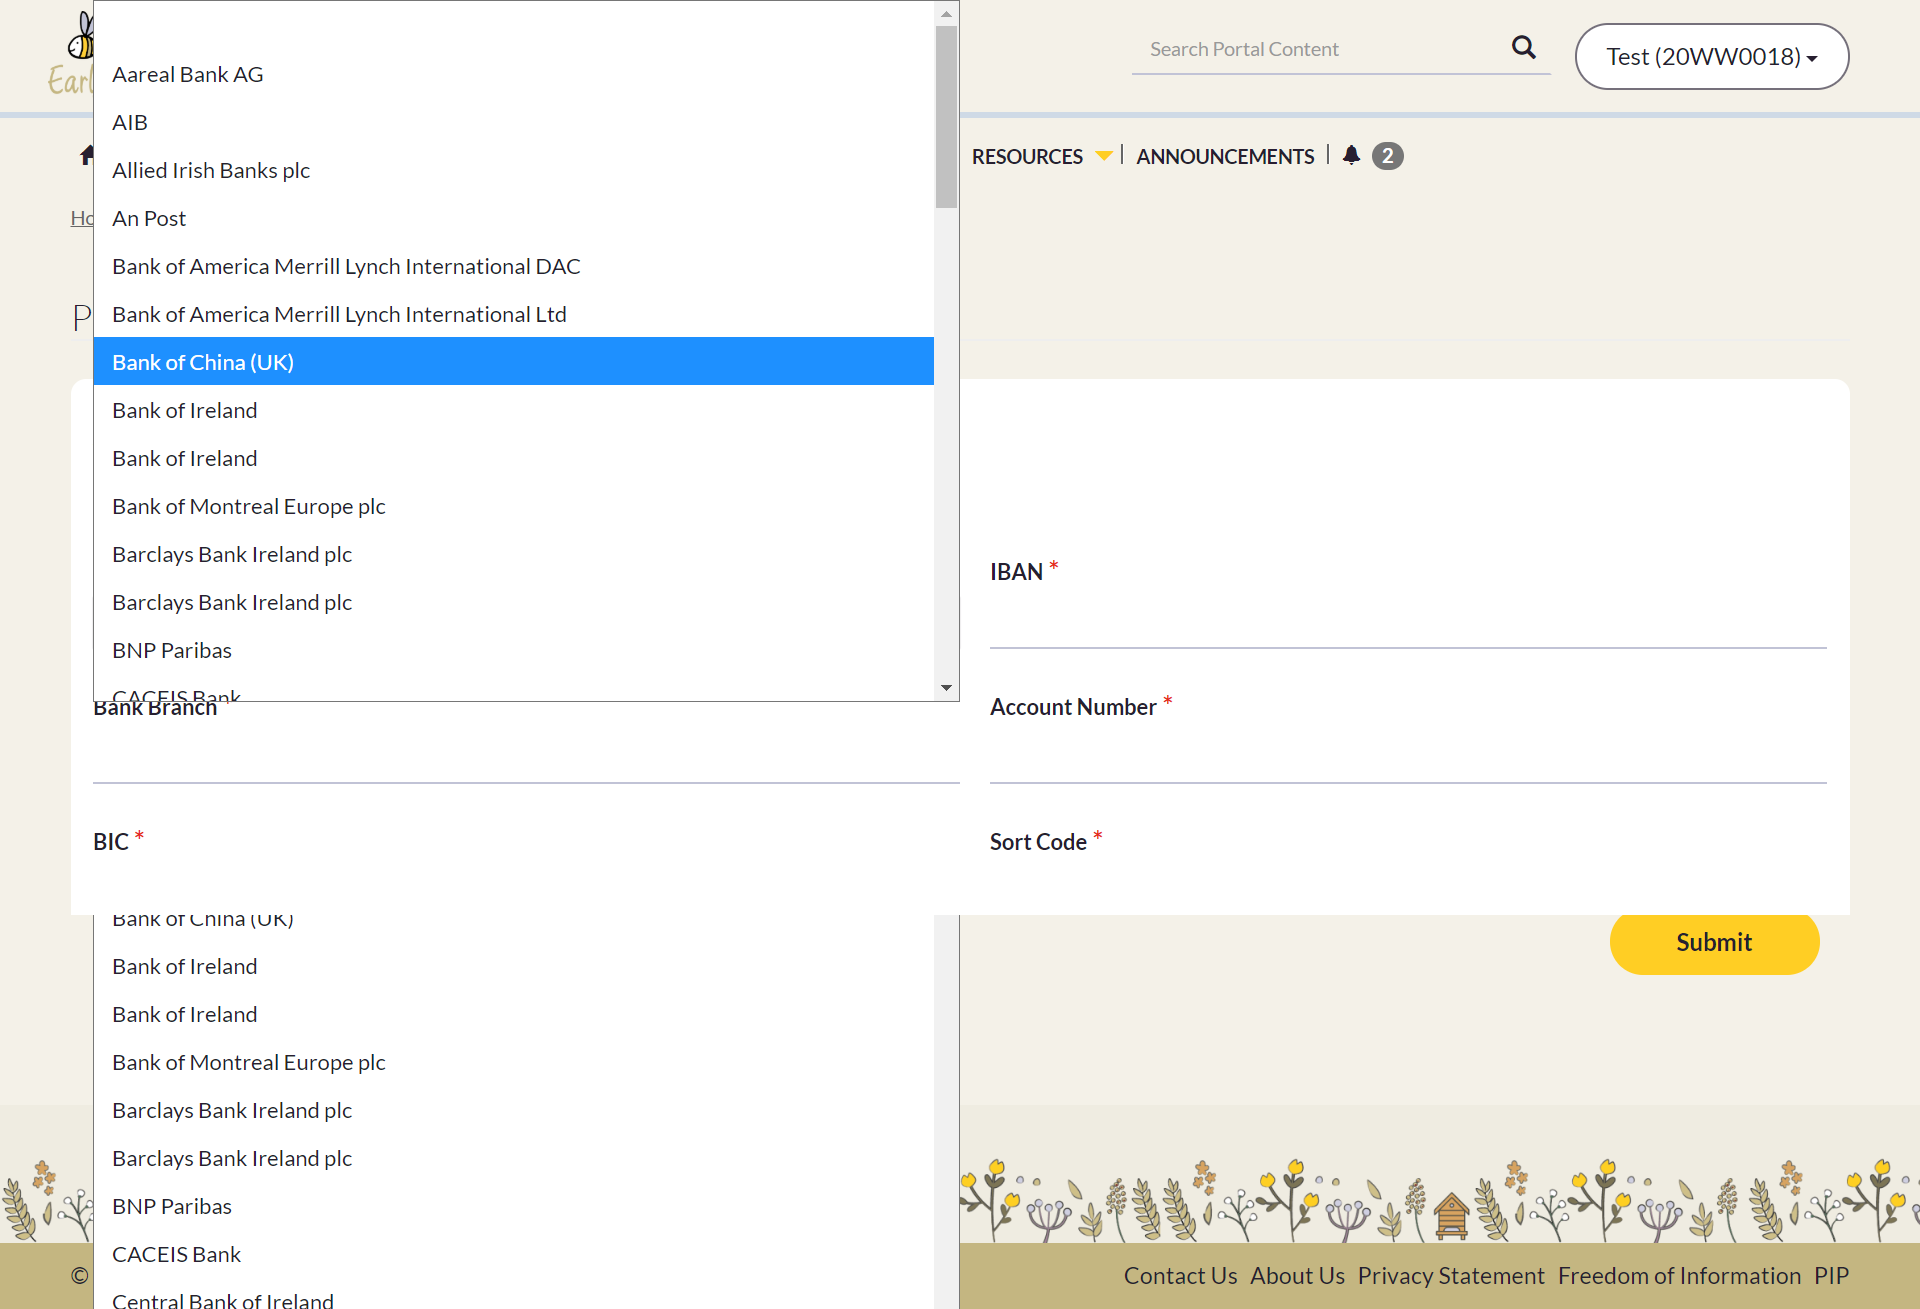 Search Portal Content
Test (20WW0018)
RESOURCES
ANNOUNCEMENTS
2
Aareal Bank AG
AIB
Allied Irish Banks plc
An Post
Bank of America Merrill Lynch International DAC
Bank of America Merrill Lynch International Ltd
Bank of China (UK)
Bank of Ireland
Bank of Ireland
Bank of Montreal Europe plc
Barclays Bank Ireland plc
Barclays Bank Ireland plc
BNP Paribas
CACEIS Bank
IBAN *
Bank Branch
Account Number *
BIC *
Sort Code *
Bank of China (UK)
Bank of Ireland
Bank of Ireland
Bank of Montreal Europe plc
Barclays Bank Ireland plc
Barclays Bank Ireland plc
BNP Paribas
CACEIS Bank
Central Bank of Ireland
Submit
©
Contact Us About Us Privacy Statement Freedom of Information PIP